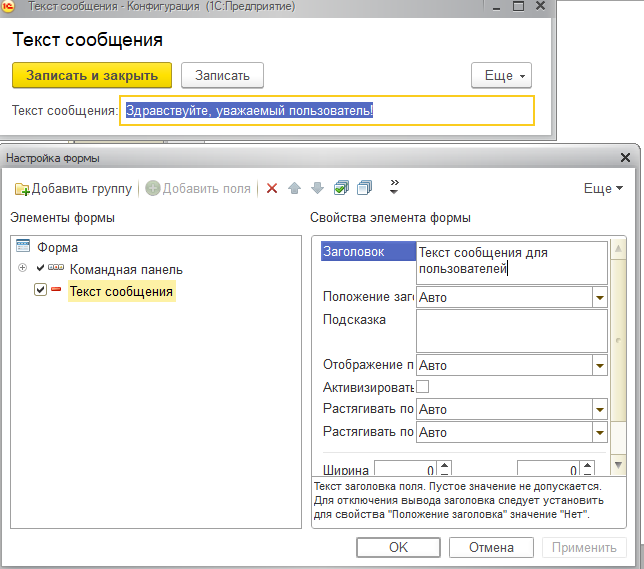 Текст сообщения - Конфигурация (1С:Предприятие)
Текст сообщения
Записать и закрыть
Записать
Еще
Текст сообщения: Здравствуйте, уважаемый пользователь!
Настройка формы
Добавить группу
Добавить поля
Еще
Элементы формы
Свойства элемента формы
Форма
Командная панель
Текст сообщения
Заголовок
Текст сообщения для
пользователей
Положение заго
Авто
Подсказка
Отображение п
Авто
Активизировать
Растягивать по
Авто
Растягивать по
Авто
Ширина
0
0
Текст заголовка поля. Пустое значение не допускается.
Для отключения вывода заголовка следует установить
для свойства "Положение заголовка" значение "Нет".
OK
Отмена
Применить